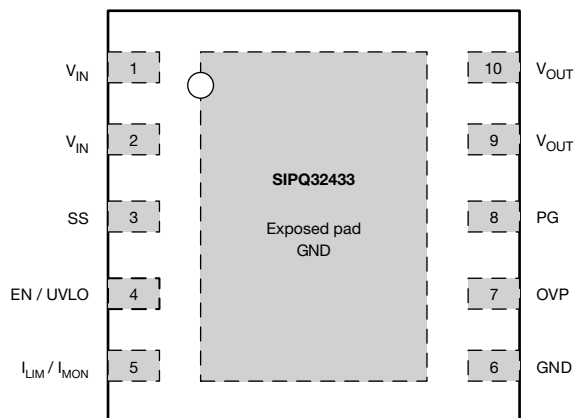 V_IN 1 10 V_OUT
V_IN 2 9 V_OUT
SIPQ32433
SS 3 8 PG
Exposed pad
GND
EN / UVLO 4 7 OVP
I_LIM / I_MON 5 6 GND